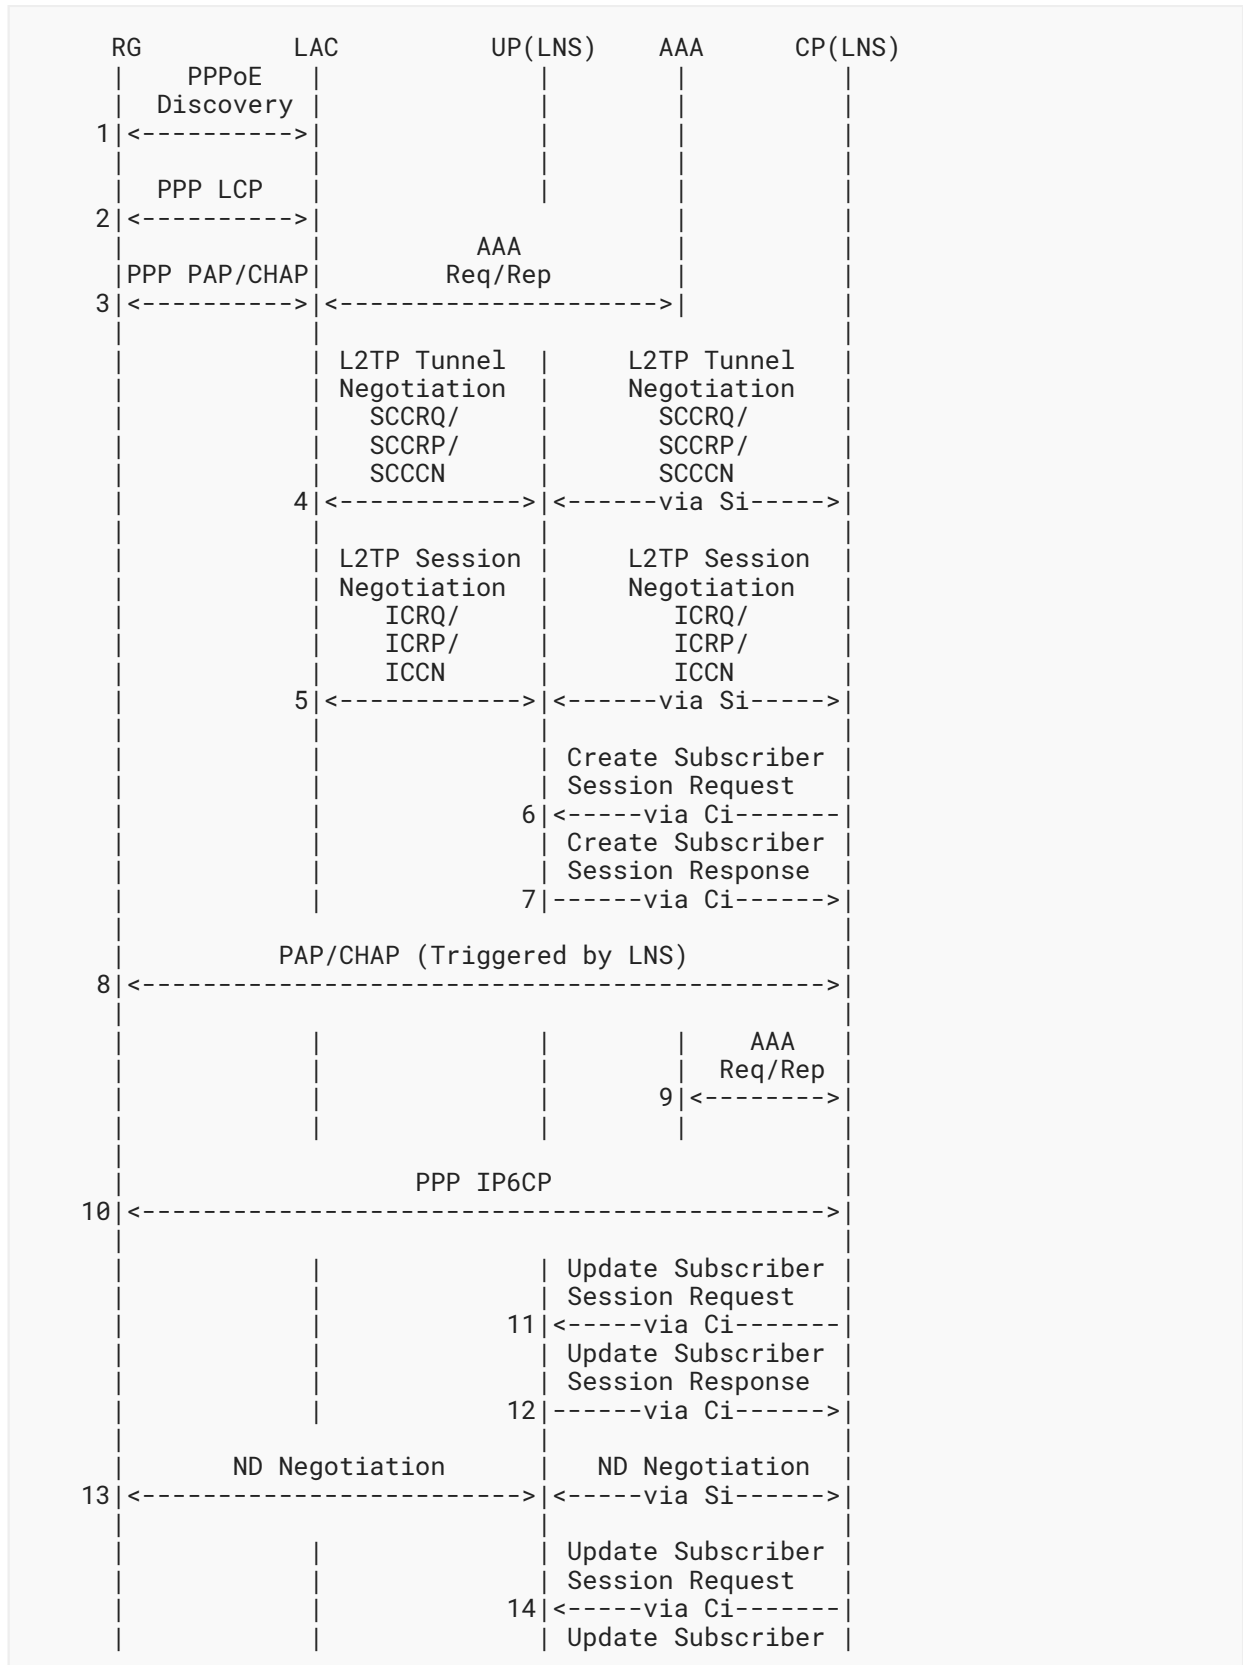 RG          LAC          UP(LNS)    AAA      CP(LNS)
       |    PPPoE   |              |        |          |
       |  Discovery |              |        |          |
      1|<---------->|              |        |          |
       |            |              |        |          |
       |  PPP LCP   |              |        |          |
      2|<---------->|                       |          |
       |            |          AAA          |          |
       |PPP PAP/CHAP|        Req/Rep        |          |
      3|<---------->|<--------------------->|          |
       |            |                                  |
       |            | L2TP Tunnel  |     L2TP Tunnel   |
       |            | Negotiation  |     Negotiation   |
       |            |   SCCRQ/     |       SCCRQ/      |
       |            |   SCCRP/     |       SCCRP/      |
       |            |   SCCCN      |       SCCCN       |
       |           4|<------------>|<------via Si----->|
       |            |              |                   |
       |            | L2TP Session |     L2TP Session  |
       |            | Negotiation  |     Negotiation   |
       |            |    ICRQ/     |        ICRQ/      |
       |            |    ICRP/     |        ICRP/      |
       |            |    ICCN      |        ICCN       |
       |           5|<------------>|<------via Si----->|
       |            |              |                   |
       |            |              | Create Subscriber |
       |            |              | Session Request   |
       |            |             6|<-----via Ci-------|
       |            |              | Create Subscriber |
       |            |              | Session Response  |
       |            |             7|------via Ci------>|
       |                                               |
       |          PAP/CHAP (Triggered by LNS)          |
      8|<--------------------------------------------->|
       |                                               |
       |            |              |        |    AAA   |
       |            |              |        |  Req/Rep |
       |            |              |       9|<-------->|
       |            |              |        |          |
       |                                               |
       |                   PPP IP6CP                   |
     10|<--------------------------------------------->|
       |                                               |
       |            |              | Update Subscriber |
       |            |              | Session Request   |
       |            |            11|<-----via Ci-------|
       |            |              | Update Subscriber |
       |            |              | Session Response  |
       |            |            12|------via Ci------>|
       |                           |                   |
       |       ND Negotiation      |   ND Negotiation  |
     13|<------------------------->|<-----via Si------>|
       |                           |                   |
       |            |              | Update Subscriber |
       |            |              | Session Request   |
       |            |            14|<-----via Ci-------|
       |            |              | Update Subscriber |